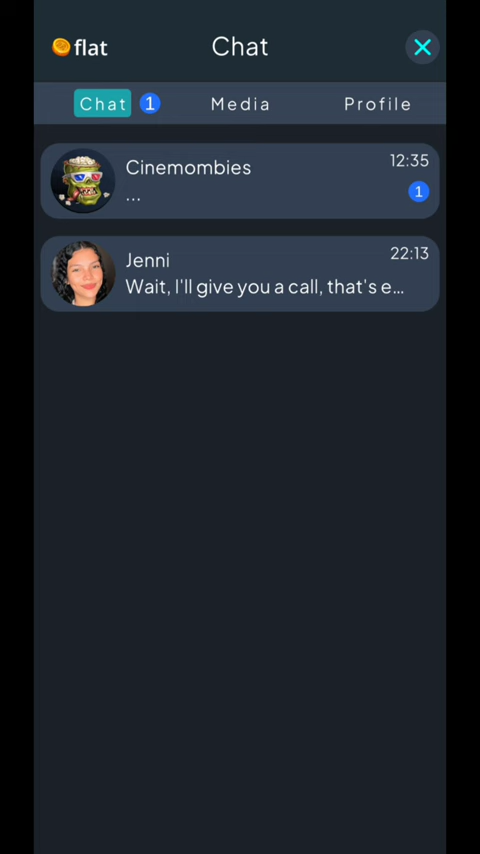 flat
Chat
Chat 1
Media
Profile
Cinemombies
12:35
...
1
Jenni
22:13
Wait, I'll give you a call, that's e...